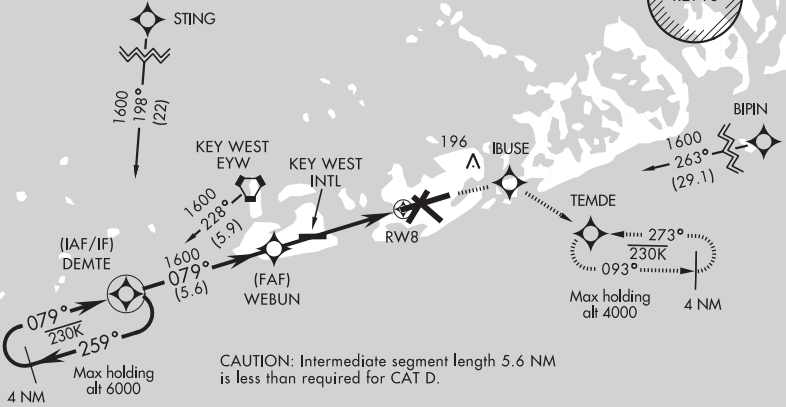 STING
1600
198°
(22)
KEY WEST
EYW
KEY WEST
INTL
196
IBUSE
BIPIN
1600
263°
(29.1)
1600
228°
(5.9)
RW8
TEMDE
273°
230K
093°
4 NM
Max holding
alt 4000
(IAF/IF)
DEMTE
1600
079°
(5.6)
(FAF)
WEBUN
079°
230K
259°
4 NM
Max holding
alt 6000
CAUTION: Intermediate segment length 5.6 NM
is less than required for CAT D.